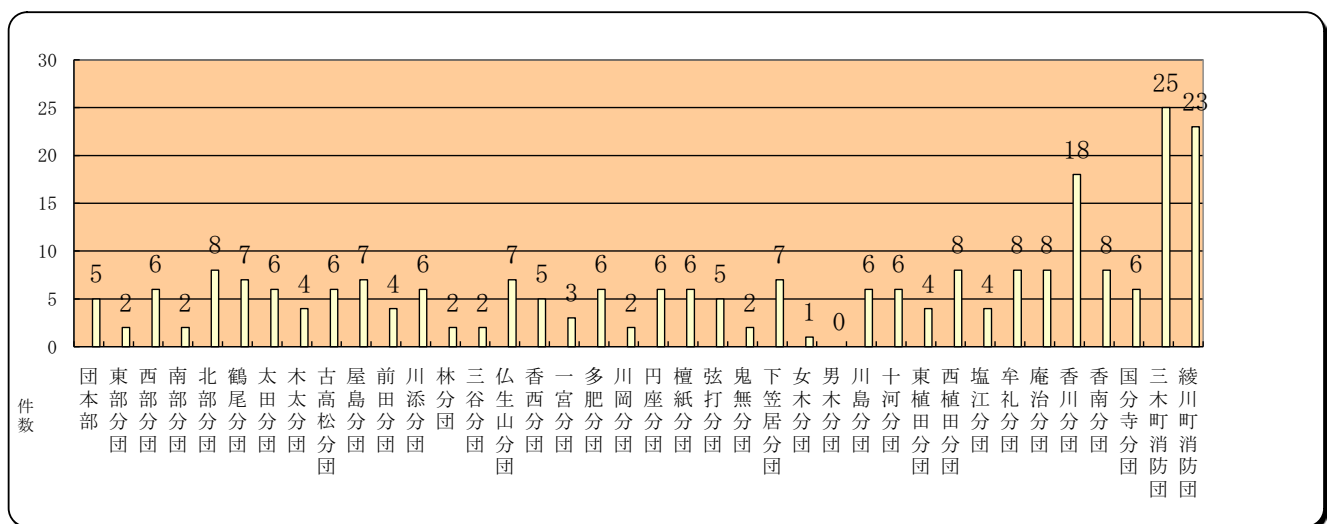 30
25
20
15
10
5
0
5
2
6
2
8
7
6
4
6
7
4
6
2
2
7
5
3
6
2
6
6
5
2
7
1
0
6
6
4
8
4
8
8
18
8
6
25
23
件数
団本部
東部分団
西部分団
南部分団
北部分団
鶴尾分団
太田分団
木太分団
古高松分団
屋島分団
前田分団
川添分団
林分団
三谷分団
仏生山分団
香西分団
一宮分団
多肥分団
川岡分団
円座分団
檀紙分団
弦打分団
鬼無分団
下笠居分団
女木分団
男木分団
川島分団
十河分団
東植田分団
西植田分団
塩江分団
牟礼分団
庵治分団
香川分団
香南分団
国分寺分団
三木町消防団
綾川町消防団